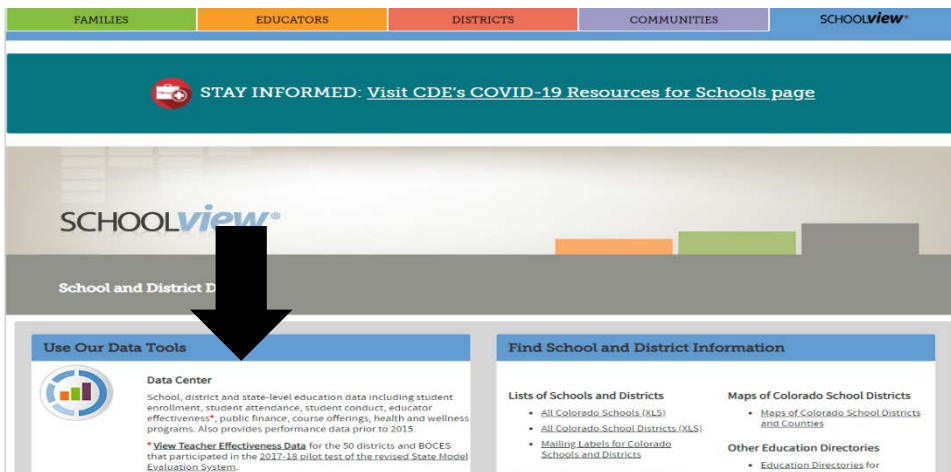 FAMILIES EDUCATORS DISTRICTS COMMUNITIES SCHOOLview®
STAY INFORMED: Visit CDE's COVID-19 Resources for Schools page
SCHOOLview®
School and District D
Use Our Data Tools
Data Center
School, district and state-level education data including student
enrollment, student attendance, student conduct, educator
effectiveness*, public finance, course offerings, health and wellness
programs. Also provides performance data prior to 2015.
*View Teacher Effectiveness Data for the 50 districts and BOCES
that participated in the 2017-18 pilot test of the revised State Model
Evaluation System.
Find School and District Information
Lists of Schools and Districts
• All Colorado Schools (XLS)
• All Colorado School Districts (XLS)
• Mailing Labels for Colorado
Schools and Districts
Maps of Colorado School Districts
• Maps of Colorado School Districts
and Counties
Other Education Directories
• Education Directories for